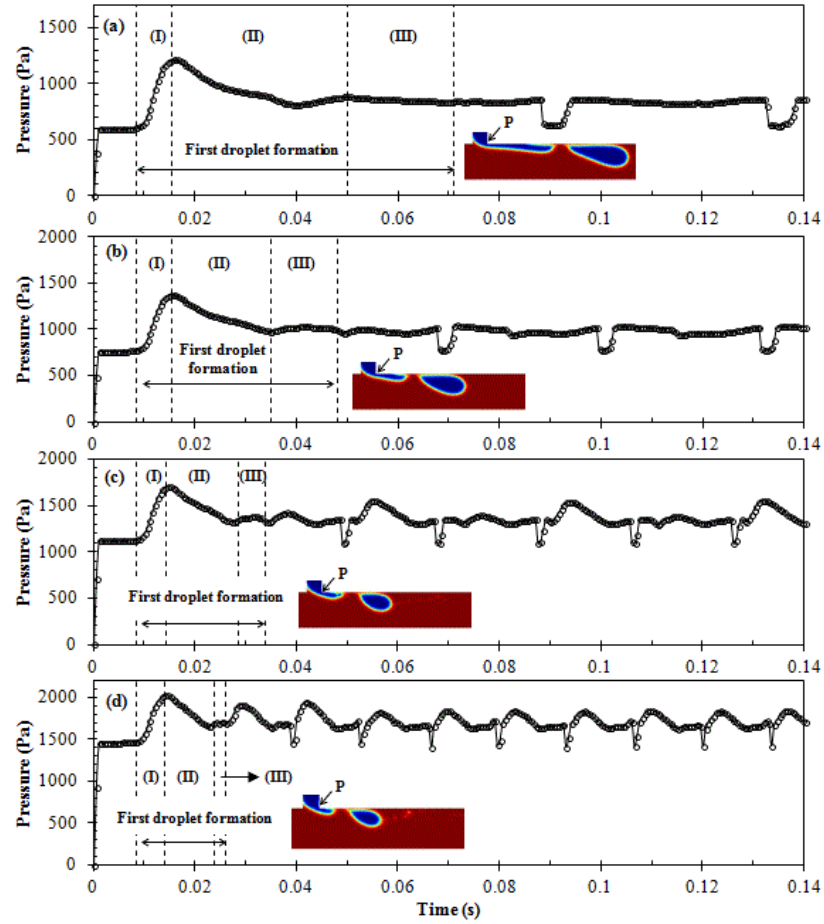 (a)
(I)
(II)
(III)
1500
1000
500
0
Pressure (Pa)
First droplet formation
P
0
0.02
0.04
0.06
0.08
0.1
0.12
0.14
(b)
(I)
(II)
(III)
2000
1500
1000
500
0
Pressure (Pa)
First droplet
formation
P
0
0.02
0.04
0.06
0.08
0.1
0.12
0.14
(c)
(I)
(II)
(III)
2000
1500
1000
500
0
Pressure (Pa)
First droplet formation
P
0
0.02
0.04
0.06
0.08
0.1
0.12
0.14
(d)
2000
1500
1000
500
0
Pressure (Pa)
(I)
(II)
(III)
First droplet formation
P
0
0.02
0.04
0.06
0.08
0.1
0.12
0.14
Time (s)